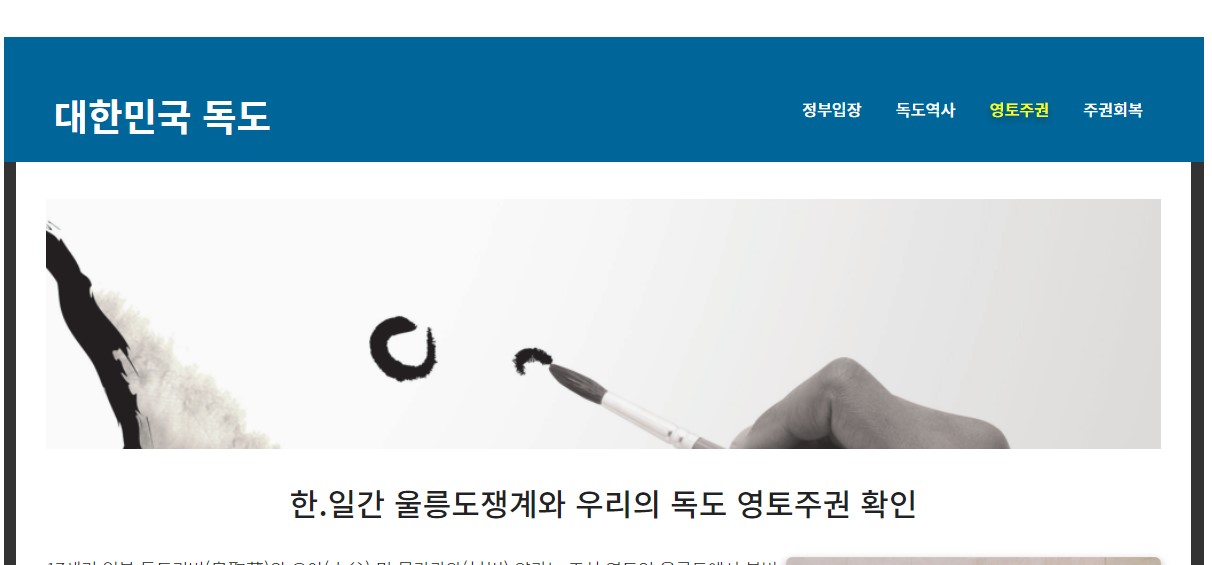 대한민국 독도
정부입장 독도역사 영토주권 주권회복
한.일간 울릉도쟁계와 우리의 독도 영토주권 확인